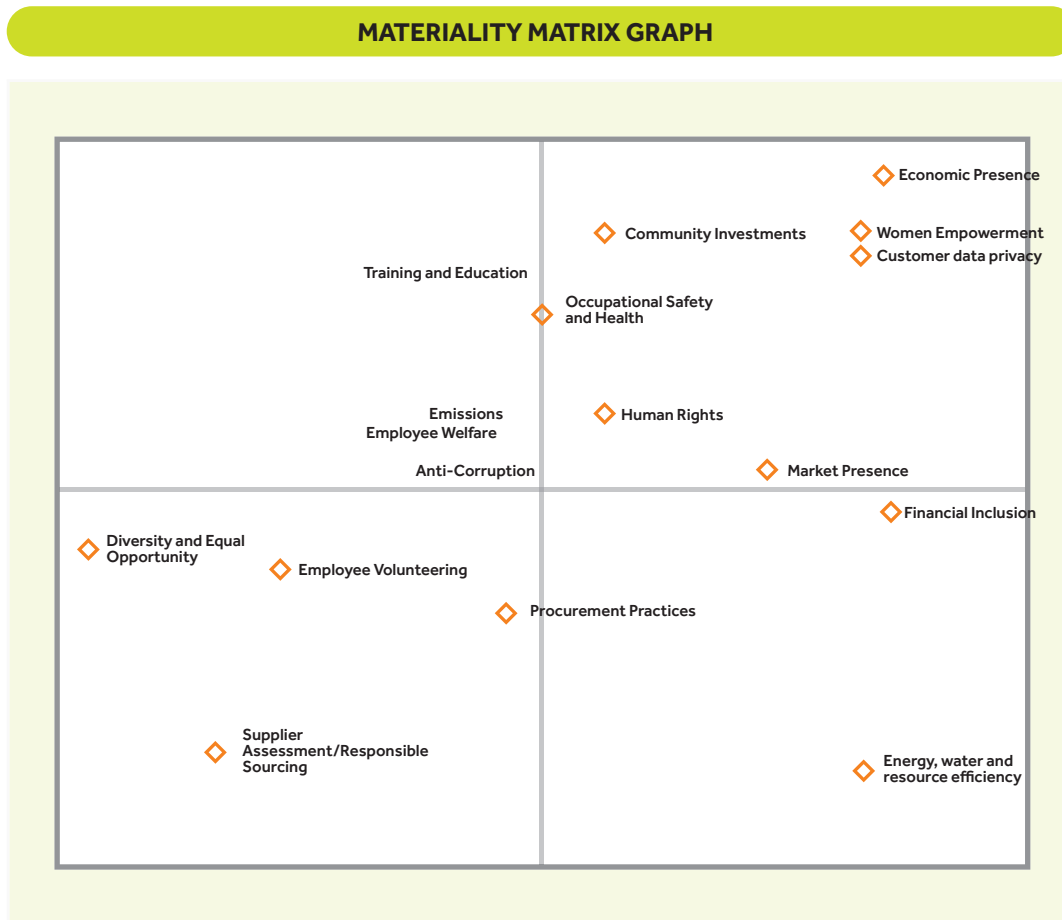 MATERIALITY MATRIX GRAPH
Economic Presence
Community Investments
Women Empowerment
Customer data privacy
Training and Education
Occupational Safety
and Health
Emissions
Human Rights
Employee Welfare
Anti-Corruption
Market Presence
Financial Inclusion
Diversity and Equal
Opportunity
Employee Volunteering
Procurement Practices
Supplier
Assessment/Responsible
Sourcing
Energy, water and
resource efficiency